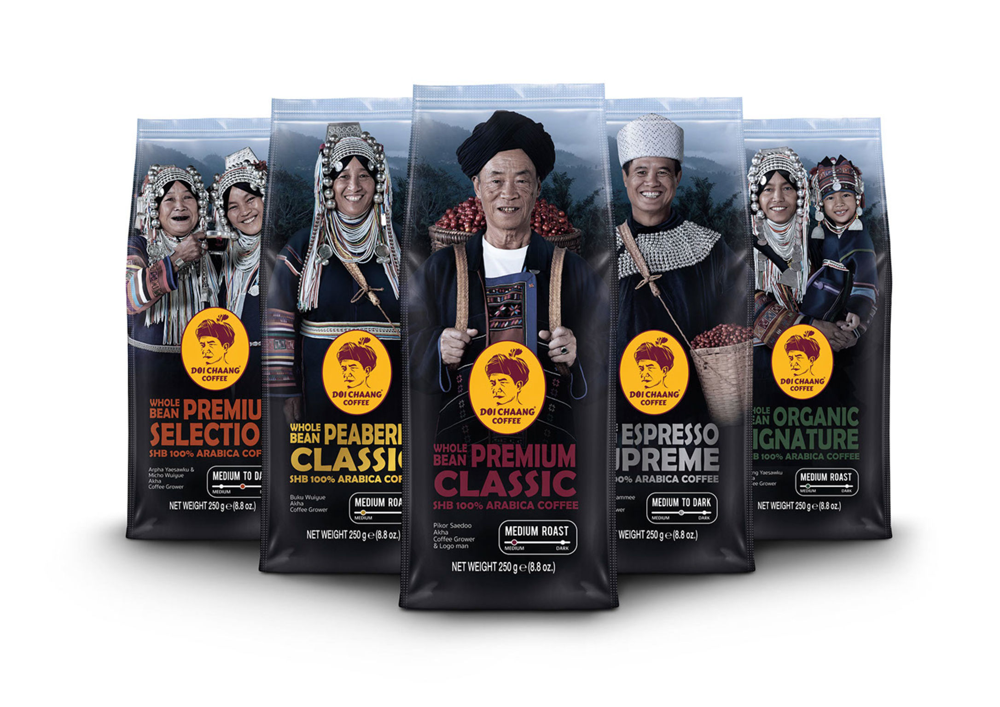 DOI CHAANG®
COFFEE
WHOLE
BEAN PREMIU
SELECTIO
SHB 100% ARABICA COF
Arpha Yaesawku &
Micho Wuiyue
Akha
Coffee Grower
MEDIUM TO DA
MEDIUM
NET WEIGHT 250 g e (8.8 oz.)
DOI CHAANG®
COFFEE
WHOLE
BEAN PEABER
CLASSI
SHB 100% ARABICA COF
Buku Wuiyue
Akha
Coffee Grower
MEDIUM ROA
MEDIUM
NET WEIGHT 250 g e (8.8 oz.)
DOI CHAANG®
COFFEE
WHOLE
BEAN PREMIUM
CLASSIC
SHB 100% ARABICA COFFEE
Pikor Saedoo
Akha
Coffee Grower
& Logo man
MEDIUM ROAST
MEDIUM DARK
NET WEIGHT 250 g e (8.8 oz.)
DOI CHAANG®
COFFEE
ESPRESSO
UPREME
00% ARABICA COFFEE
ammee
wer
MEDIUM TO DARK
MEDIUM DARK
WEIGHT 250 g e (8.8 oz.)
DOI CHAANG®
COFFEE
HOLE
EAN ORGANIC
IGNATURE
B 100% ARABICA COFFEE
ng Yaesawku
ee Grower
MEDIUM ROAST
MEDIUM DARK
NET WEIGHT 250 g e (8.8 oz.)